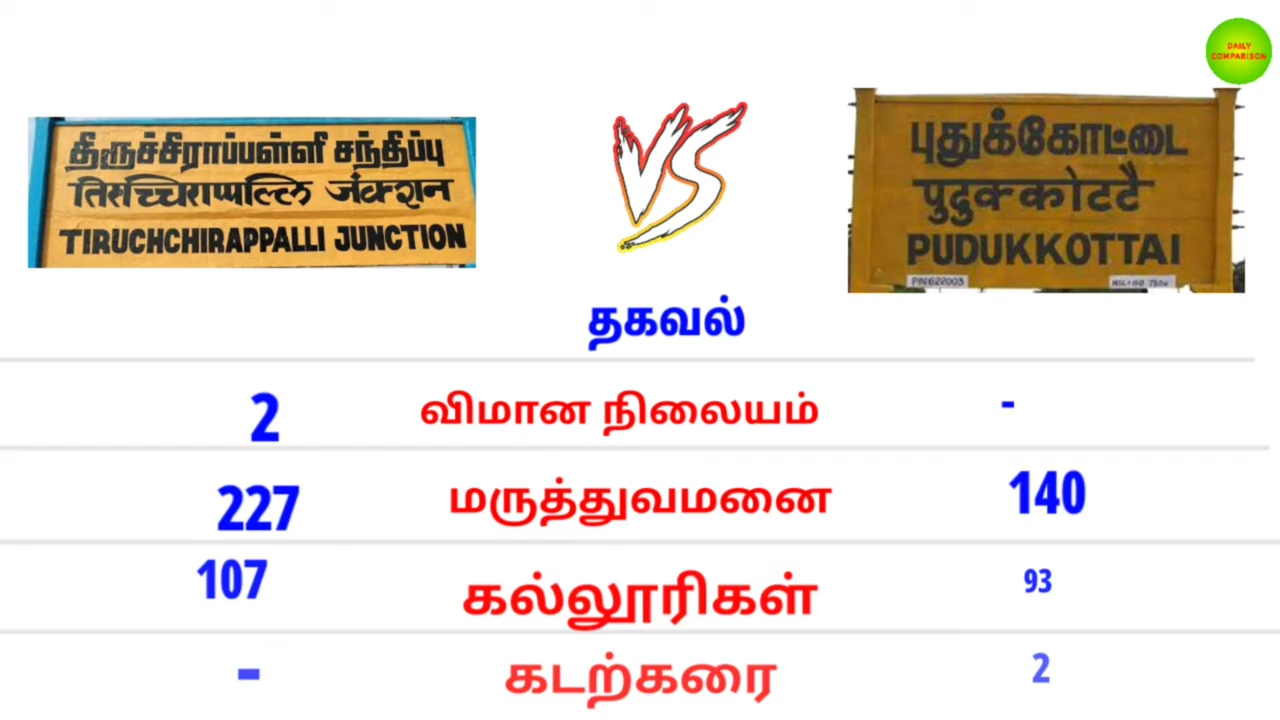 DAILY
COMPARISON
திருச்சிராப்பள்ளி சந்திப்பு
तिरुच्चिराप्पल्लि जंक्शन
TIRUCHCHIRAPPALLI JUNCTION
VS
புதுக்கோட்டை
पुदुक्कोटटै
PUDUKKOTTAI
PIN:622003
தகவல்
2 விமான நிலையம் -
227 மருத்துவமனை 140
107 கல்லூரிகள் 93
- கடற்கரை 2